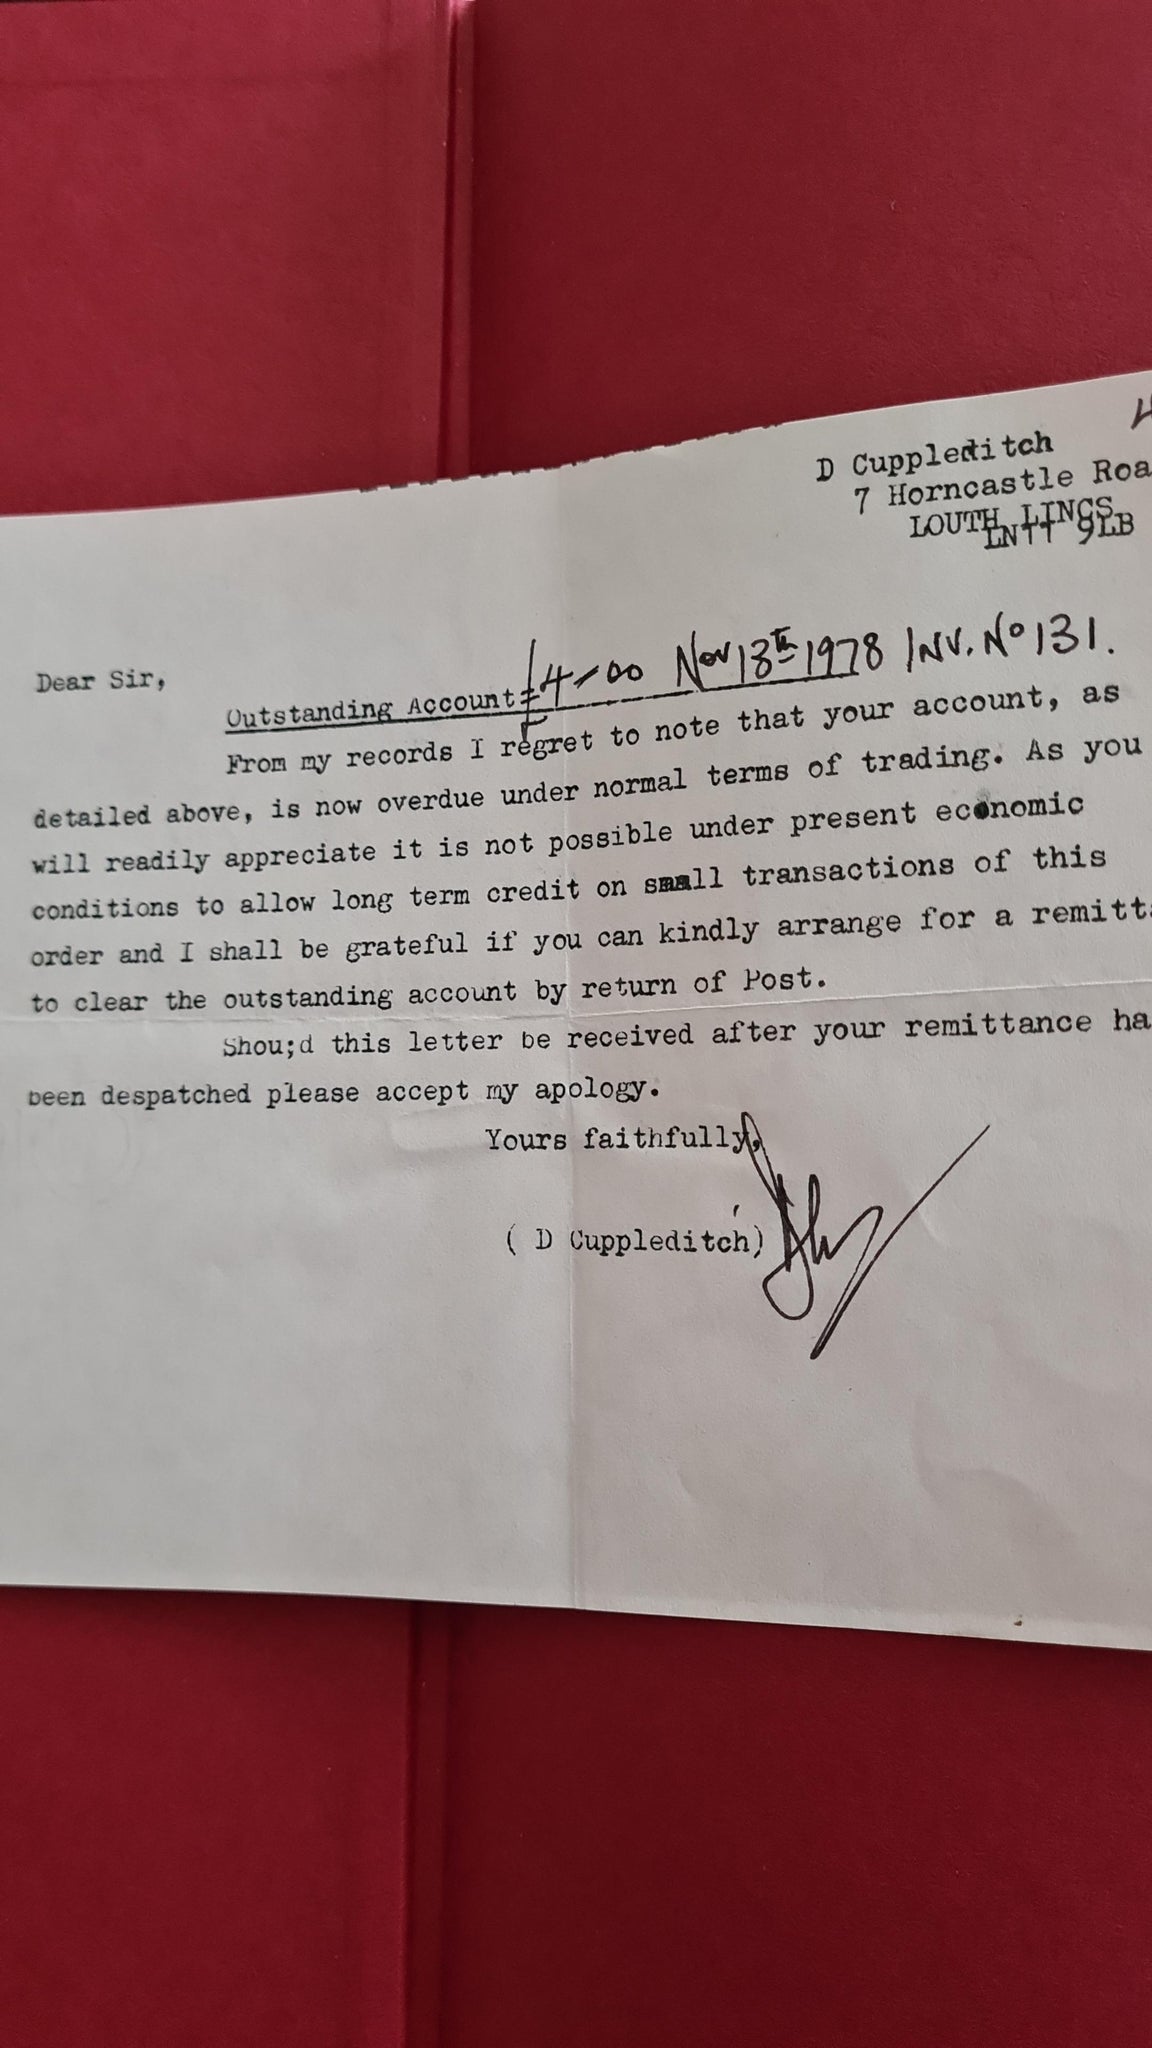 D Cuppleditch
7 Horncastle Roa
LOUTH LINCS
LN11 9LB
Dear Sir,
Outstanding Account £4-00 Nov 13th 1978 INV. No 131.
From my records I regret to note that your account, as
detailed above, is now overdue under normal terms of trading. As you
will readily appreciate it is not possible under present economic
conditions to allow long term credit on small transactions of this
order and I shall be grateful if you can kindly arrange for a remitta
to clear the outstanding account by return of Post.
Shou;d this letter be received after your remittance ha
been despatched please accept my apology.
Yours faithfully,
( D Cuppleditch)